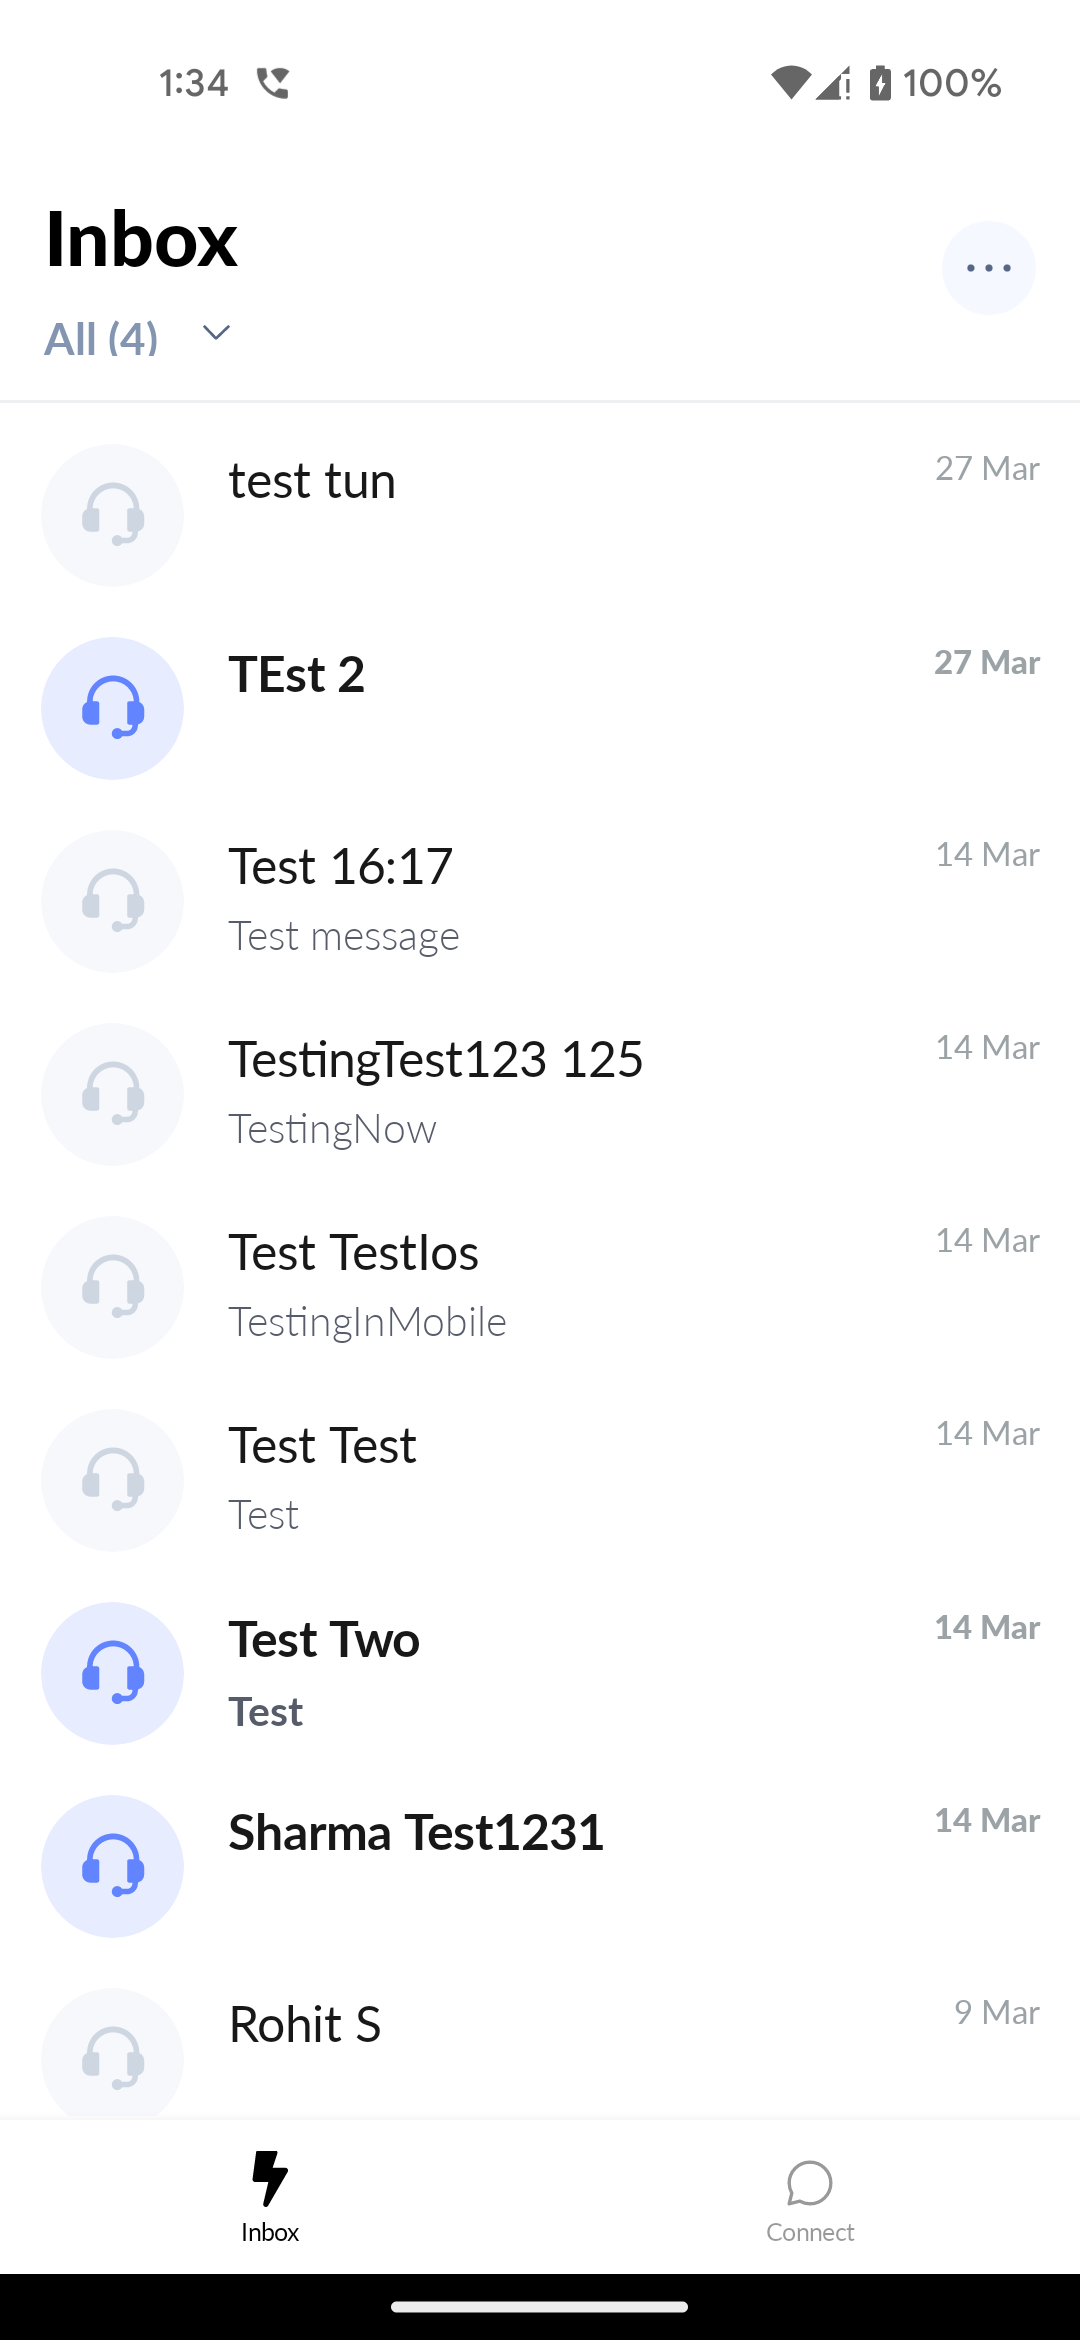 1:34 100%
Inbox
All (4)
test tun 27 Mar
TEst 2 27 Mar
Test 16:17 14 Mar
Test message
TestingTest123 125 14 Mar
TestingNow
Test TestIos 14 Mar
TestingInMobile
Test Test 14 Mar
Test
Test Two 14 Mar
Test
Sharma Test1231 14 Mar
Rohit S 9 Mar
Inbox Connect